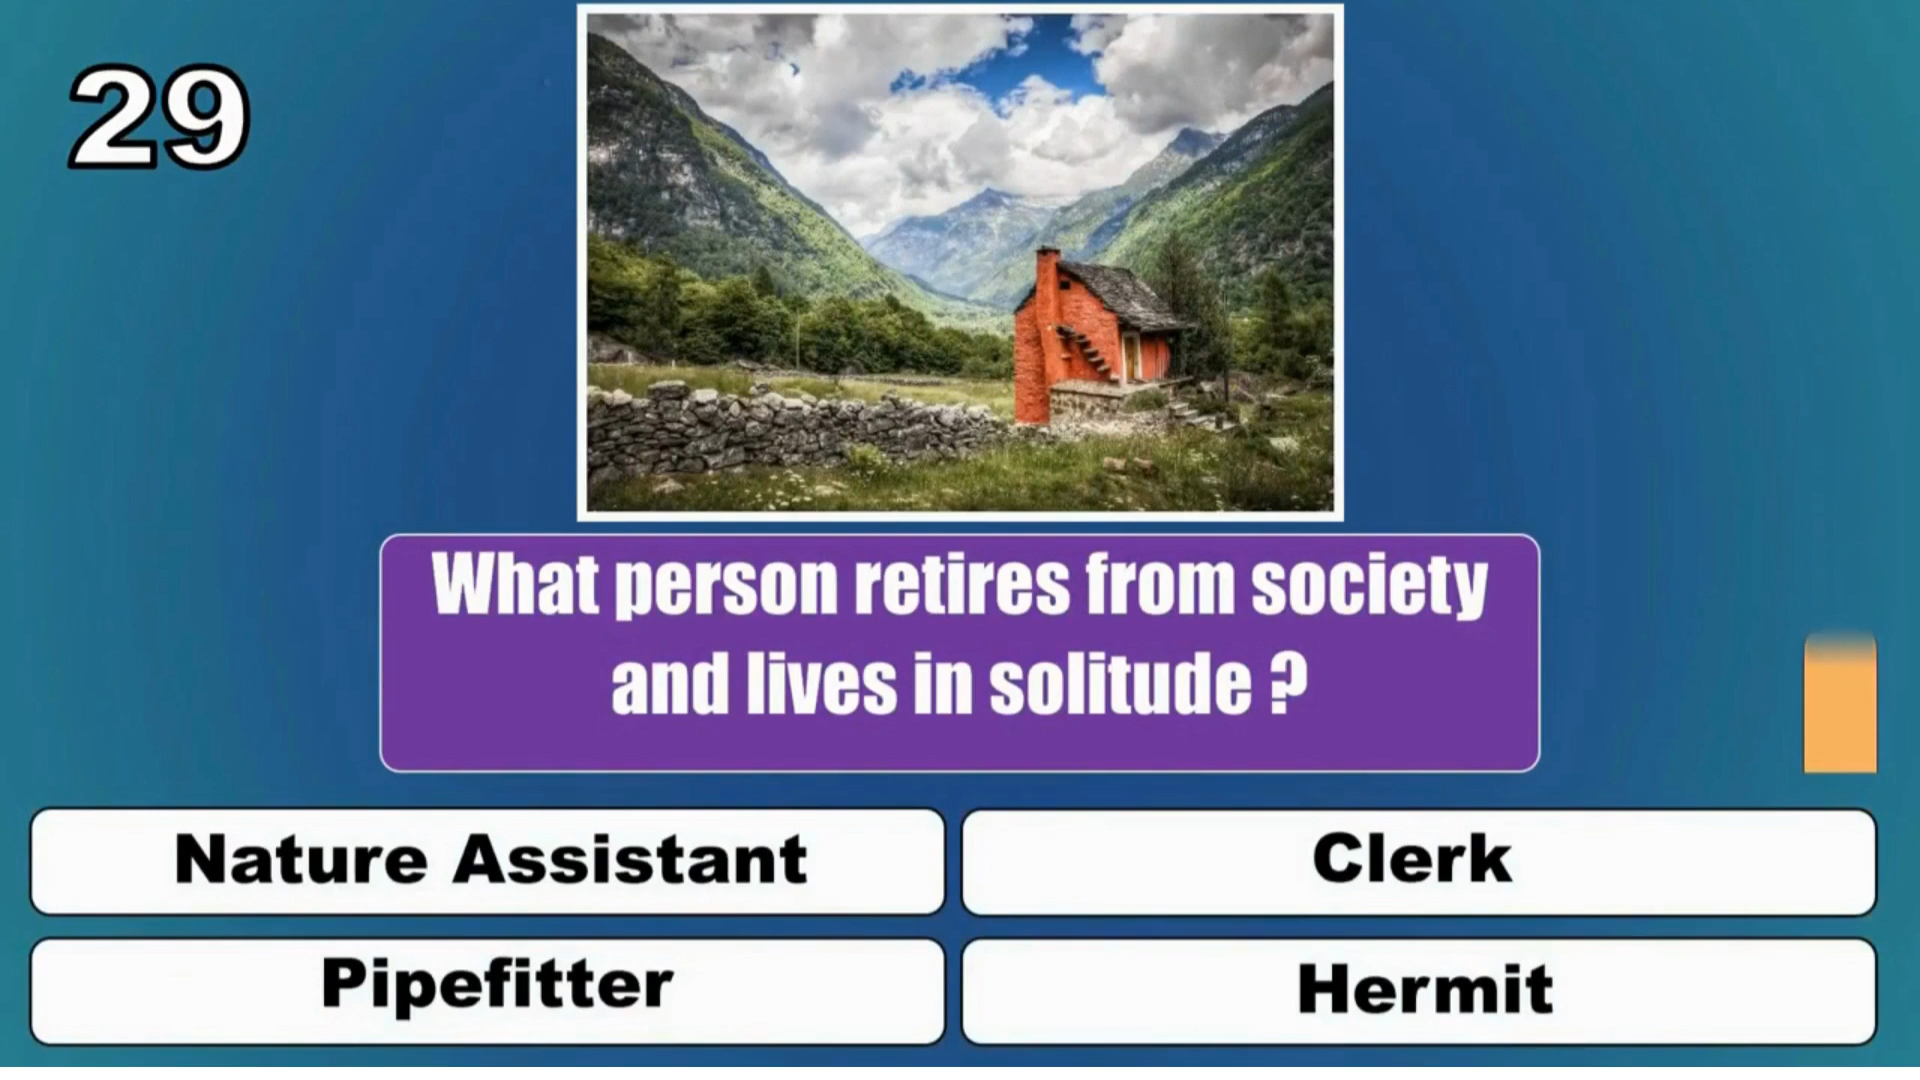 29
What person retires from society
and lives in solitude ?
Nature Assistant
Clerk
Pipefitter
Hermit